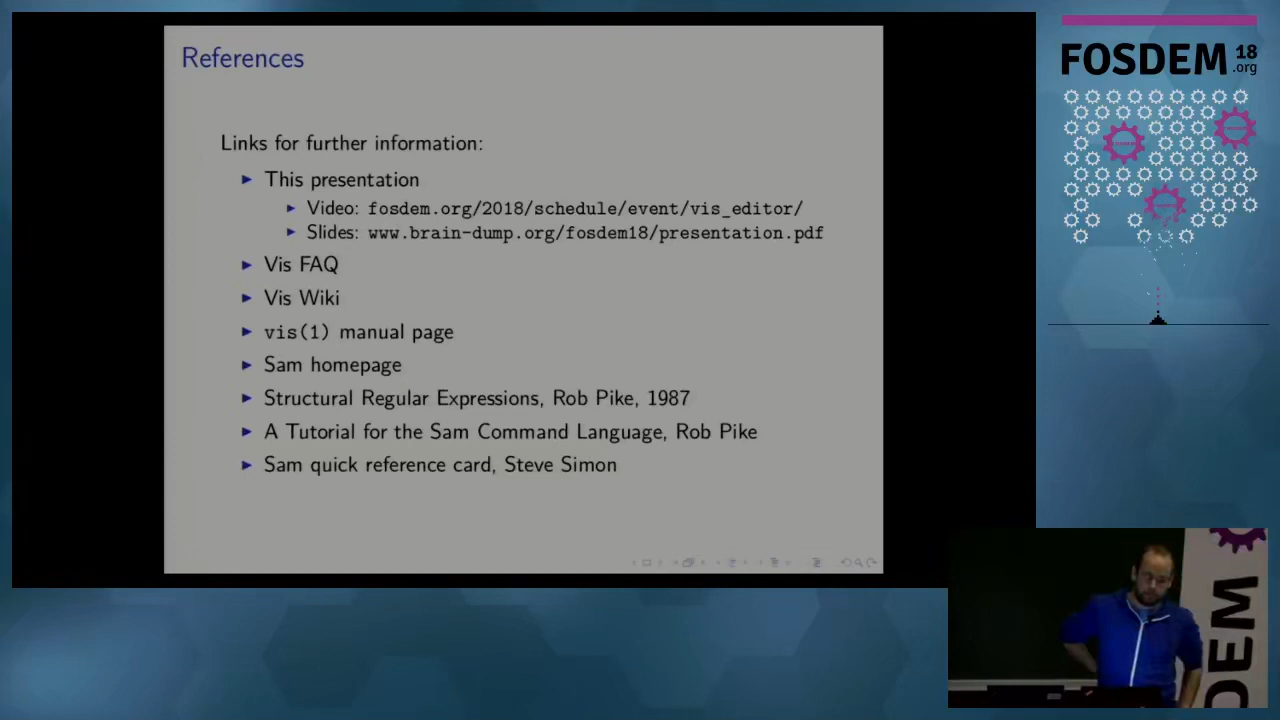 References
Links for further information:
This presentation
Video: fosdem.org/2018/schedule/event/vis_editor/
Slides: www.brain-dump.org/fosdem18/presentation.pdf
Vis FAQ
Vis Wiki
vis(1) manual page
Sam homepage
Structural Regular Expressions, Rob Pike, 1987
A Tutorial for the Sam Command Language, Rob Pike
Sam quick reference card, Steve Simon
FOSDEM 18
.org
DEM